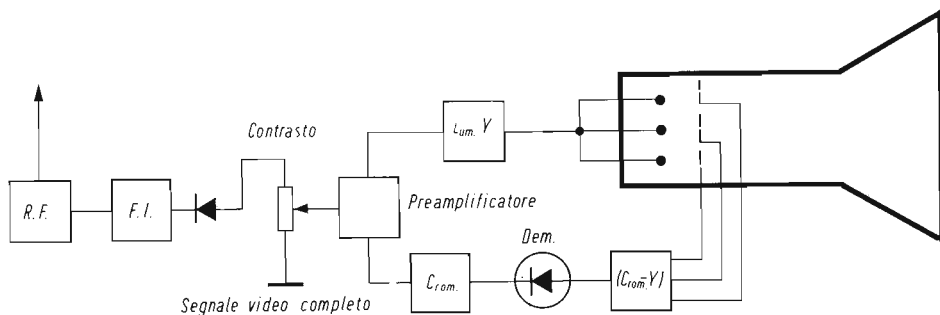 Contrasto
Lum. Y
R.F.
F.I.
Preamplificatore
Dem.
Crom.
(Crom.-Y)
Segnale video completo